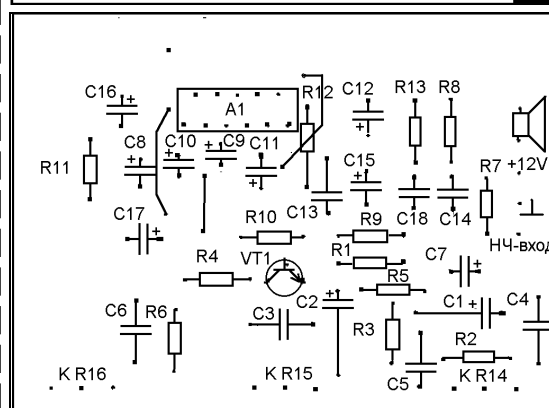 C16
A1
R12
C12
R13
R8
R11
C8
C10
C9
C11
C15
R7
+12V
C17
R10
C13
R9
C18
C14
НЧ-вход
R4
VT1
R1
C7
R5
C6
R6
C3
C2
R3
C1
C4
R2
C5
К R16
К R15
К R14